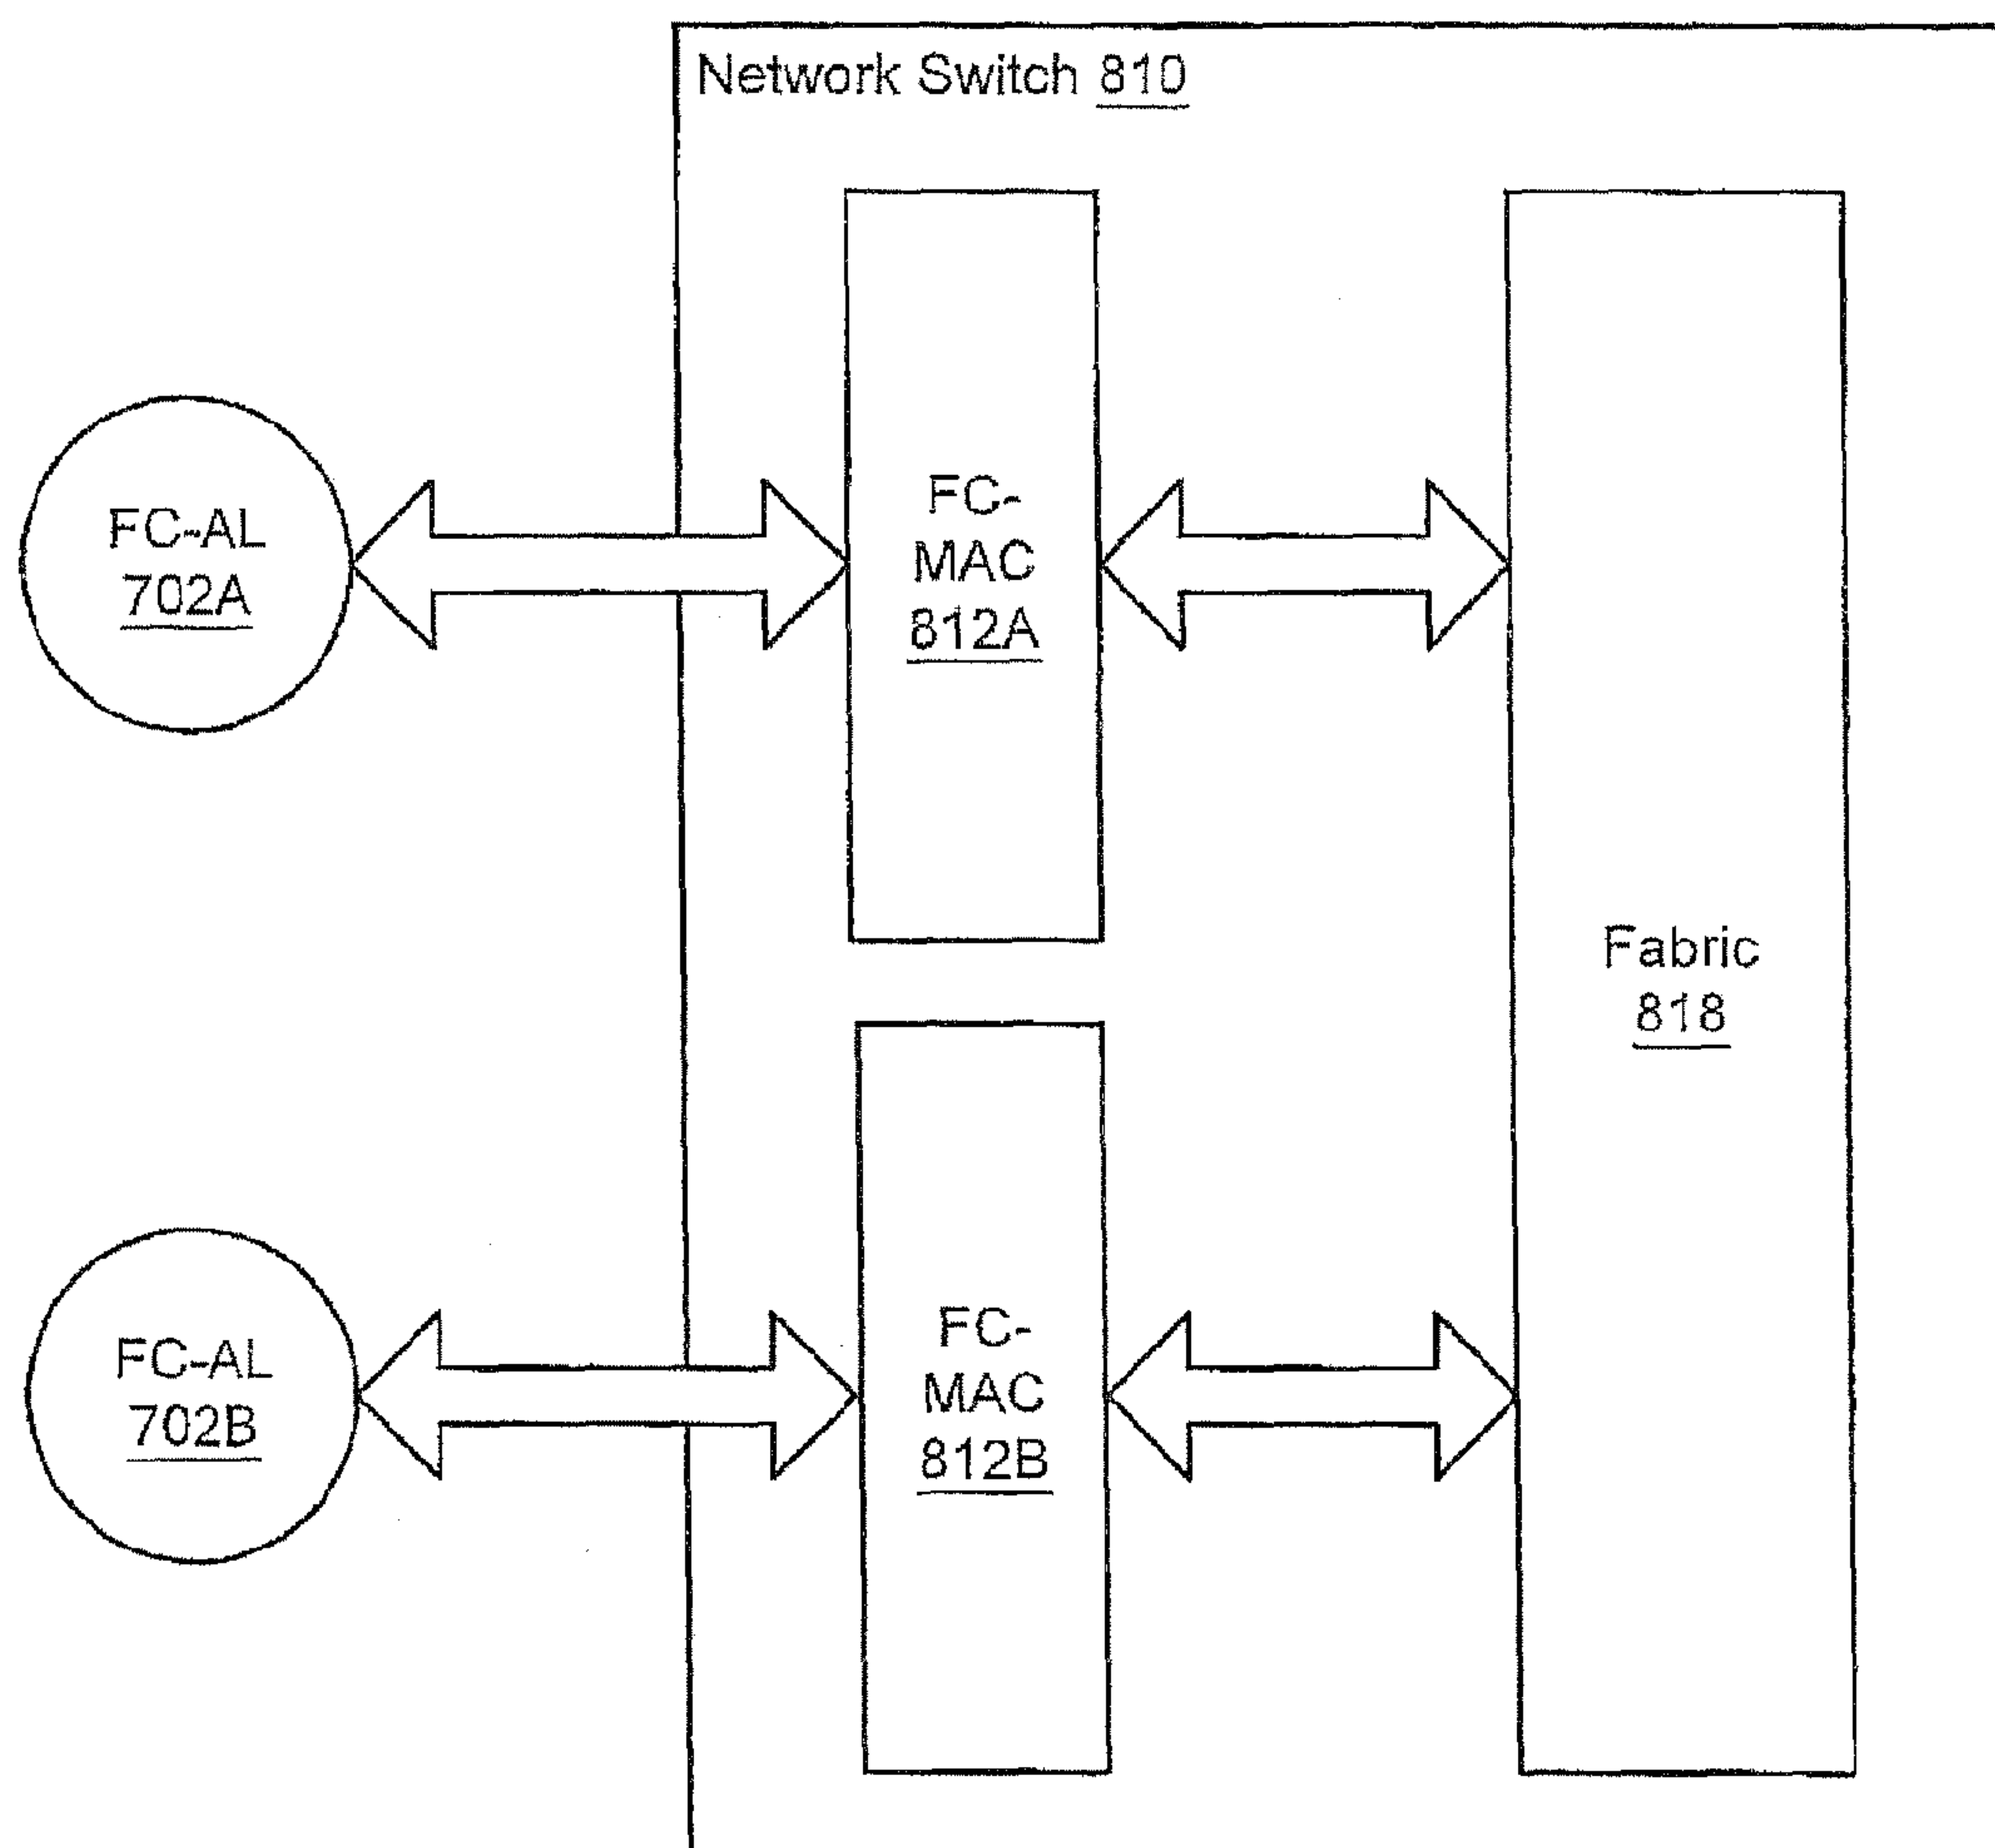 Network Switch 810
FC-AL
702A
FC-
MAC
812A
Fabric
818
FC-AL
702B
FC-
MAC
812B